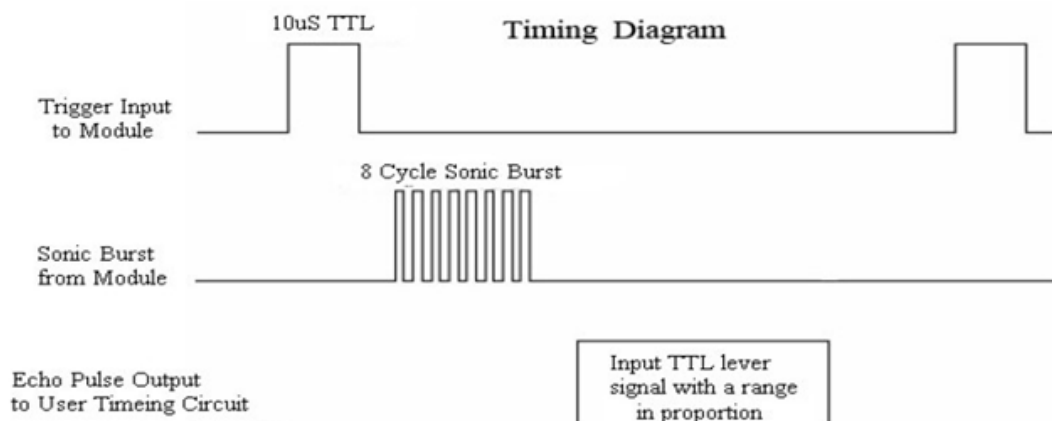 10uS TTL
Timing Diagram
Trigger Input
to Module
8 Cycle Sonic Burst
Sonic Burst
from Module
Echo Pulse Output
to User Timeing Circuit
Input TTL lever
signal with a range
in proportion